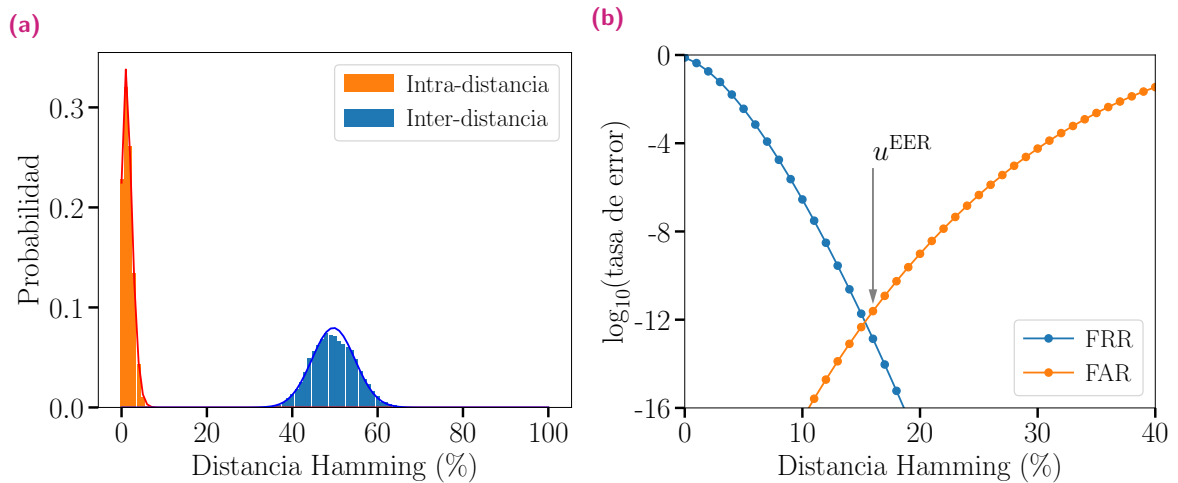 (a)
Probabilidad
0.3
0.2
0.1
0.0
0
20
40
60
80
100
Distancia Hamming (%)
Intra-distancia
Inter-distancia
(b)
log10(tasa de error)
0
-4
-8
-12
-16
0
10
20
30
40
Distancia Hamming (%)
uEER
FRR
FAR